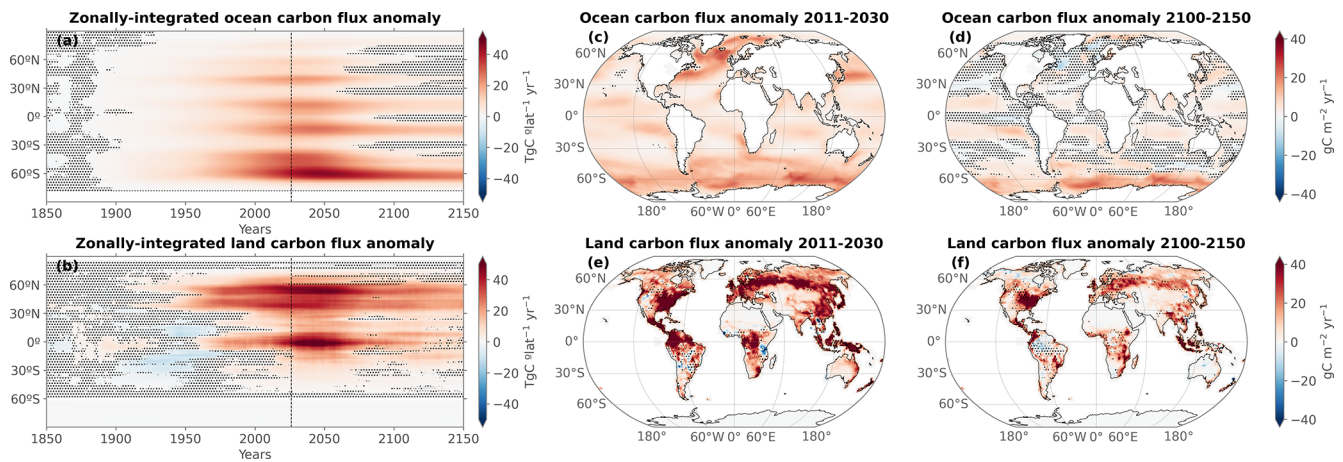 Zonally-integrated ocean carbon flux anomaly
(a)
60ºN
30ºN
0º
30ºS
60ºS
1850 1900 1950 2000 2050 2100 2150
Years
40
20
0
−20
−40
TgC ºlat⁻¹ yr⁻¹
Ocean carbon flux anomaly 2011-2030
(c)
60°N
30°N
0°
30°S
60°S
180° 60°W 0° 60°E 180°
Ocean carbon flux anomaly 2100-2150
(d)
60°N
30°N
0°
30°S
60°S
180° 60°W 0° 60°E 180°
40
20
0
−20
−40
gC m⁻² yr⁻¹
Zonally-integrated land carbon flux anomaly
(b)
60ºN
30ºN
0º
30ºS
60ºS
1850 1900 1950 2000 2050 2100 2150
Years
40
20
0
−20
−40
TgC ºlat⁻¹ yr⁻¹
Land carbon flux anomaly 2011-2030
(e)
60°N
30°N
0°
30°S
60°S
180° 60°W 0° 60°E 180°
Land carbon flux anomaly 2100-2150
(f)
60°N
30°N
0°
30°S
60°S
180° 60°W 0° 60°E 180°
40
20
0
−20
−40
gC m⁻² yr⁻¹